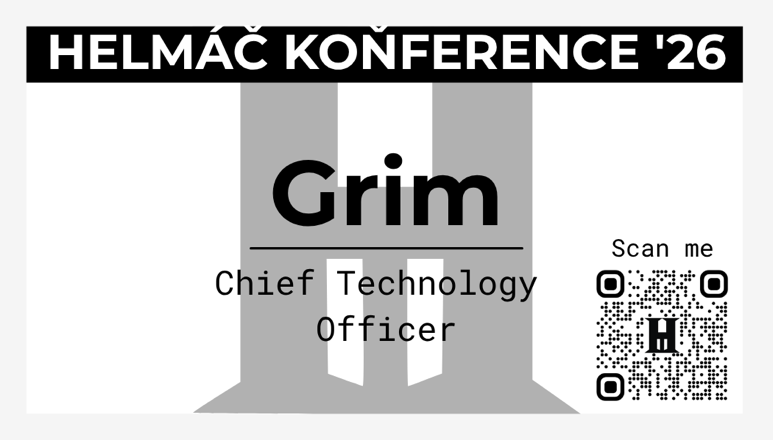 HELMÁČ KOŇFERENCE '26
Grim
Chief Technology
Officer
Scan me
H